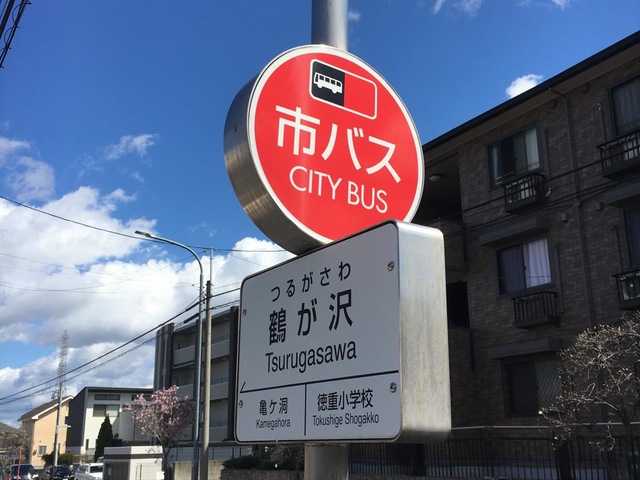 市バス
CITY BUS
つるがさわ
鶴が沢
Tsurugasawa
亀ケ洞
Kamegahora
徳重小学校
Tokushige Shogakko